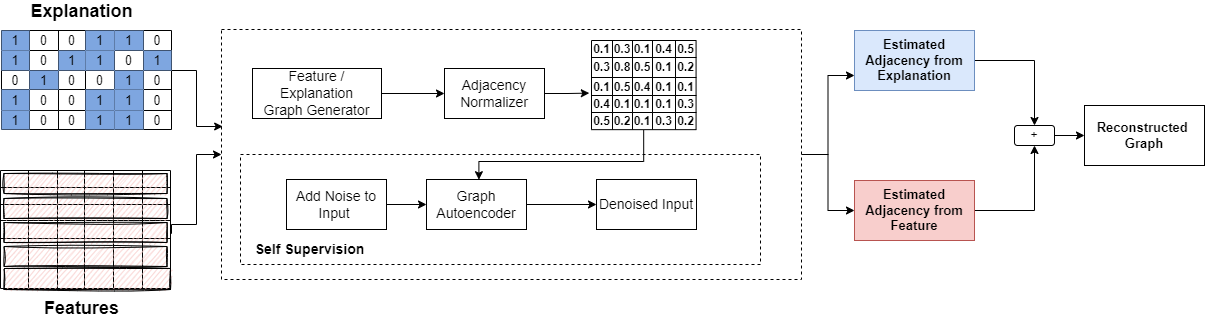 Explanation
1 0 0 1 1 0
1 0 1 1 0 1
0 1 0 0 1 0
1 0 0 1 1 0
1 0 0 1 1 0
Features
Feature /
Explanation
Graph Generator
Adjacency
Normalizer
0.1 0.3 0.1 0.4 0.5
0.3 0.8 0.5 0.1 0.2
0.1 0.5 0.4 0.1 0.1
0.4 0.1 0.1 0.1 0.3
0.5 0.2 0.1 0.3 0.2
Add Noise to
Input
Graph
Autoencoder
Denoised Input
Self Supervision
Estimated
Adjacency from
Explanation
Estimated
Adjacency from
Feature
+
Reconstructed
Graph